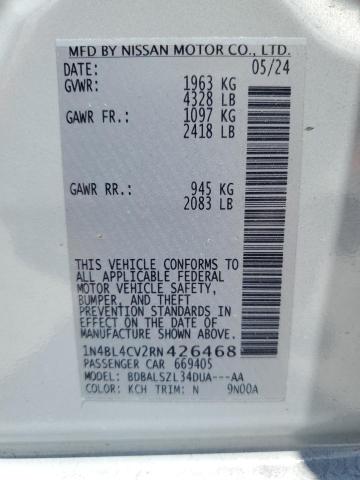 MFD BY NISSAN MOTOR CO., LTD.
DATE: 05/24
GVWR: 1963 KG
4328 LB
GAWR FR.: 1097 KG
2418 LB
GAWR RR.: 945 KG
2083 LB
THIS VEHICLE CONFORMS TO
ALL APPLICABLE FEDERAL
MOTOR VEHICLE SAFETY,
BUMPER, AND THEFT
PREVENTION STANDARDS IN
EFFECT ON THE DATE OF
MANUFACTURE SHOWN ABOVE.
1N4BL4CV2RN426468
PASSENGER CAR 669405
MODEL: BDBALSZL34DUA---AA
COLOR: KCH TRIM: N 9N00A